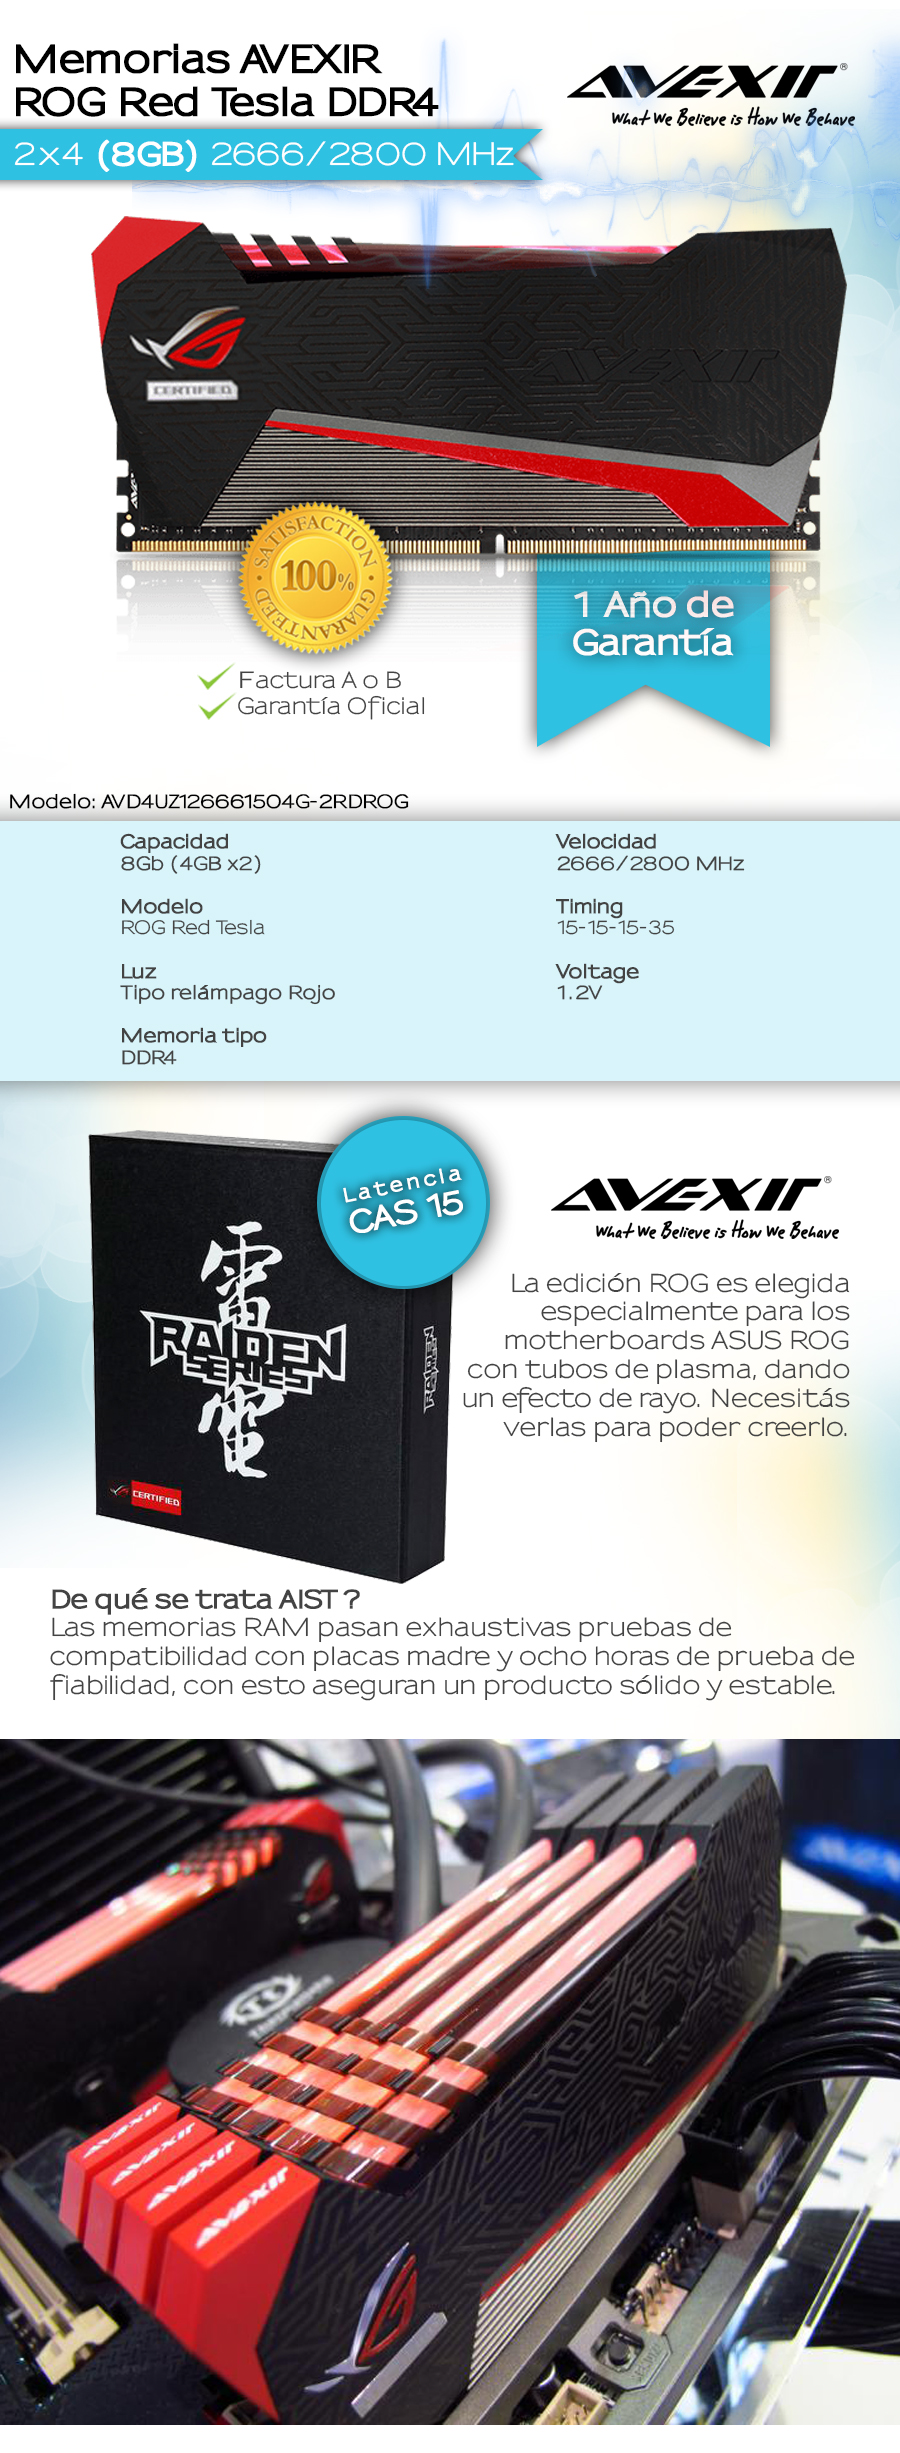 Memorias AVEXIR
ROG Red Tesla DDR4
AVEXIR®
What We Believe is How We Behave
2x4 (8GB) 2666/2800 MHz
CERTIFIED
AVEXIR
SATISFACTION
100%
GUARANTEED
1 Año de
Garantía
Factura A o B
Garantía Oficial
Modelo: AVD4UZ126661504G-2RDROG
Capacidad
8Gb (4GB x2)
Velocidad
2666/2800 MHz
Modelo
ROG Red Tesla
Timing
15-15-15-35
Luz
Tipo relámpago Rojo
Voltage
1.2V
Memoria tipo
DDR4
Latencia
CAS 15
雷
RAIDEN
SERIES
電
RAIDEN
SERIES
CERTIFIED
AVEXIR®
What We Believe is How We Behave
La edición ROG es elegida
especialmente para los
motherboards ASUS ROG
con tubos de plasma, dando
un efecto de rayo. Necesitás
verlas para poder creerlo.
De qué se trata AIST ?
Las memorias RAM pasan exhaustivas pruebas de
compatibilidad con placas madre y ocho horas de prueba de
fiabilidad, con esto aseguran un producto sólido y estable.
AVEXIR
AVEXIR
AVEXIR
AVEXIR